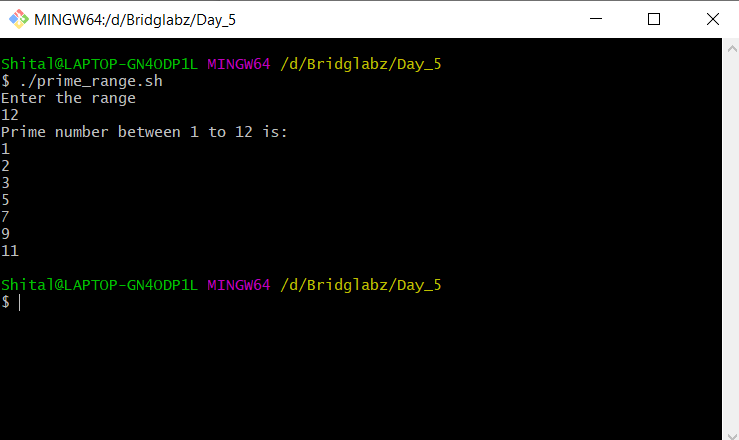 MINGW64:/d/Bridglabz/Day_5
Shital@LAPTOP-GN4ODP1L MINGW64 /d/Bridglabz/Day_5
$ ./prime_range.sh
Enter the range
12
Prime number between 1 to 12 is:
1
2
3
5
7
9
11
Shital@LAPTOP-GN4ODP1L MINGW64 /d/Bridglabz/Day_5
$